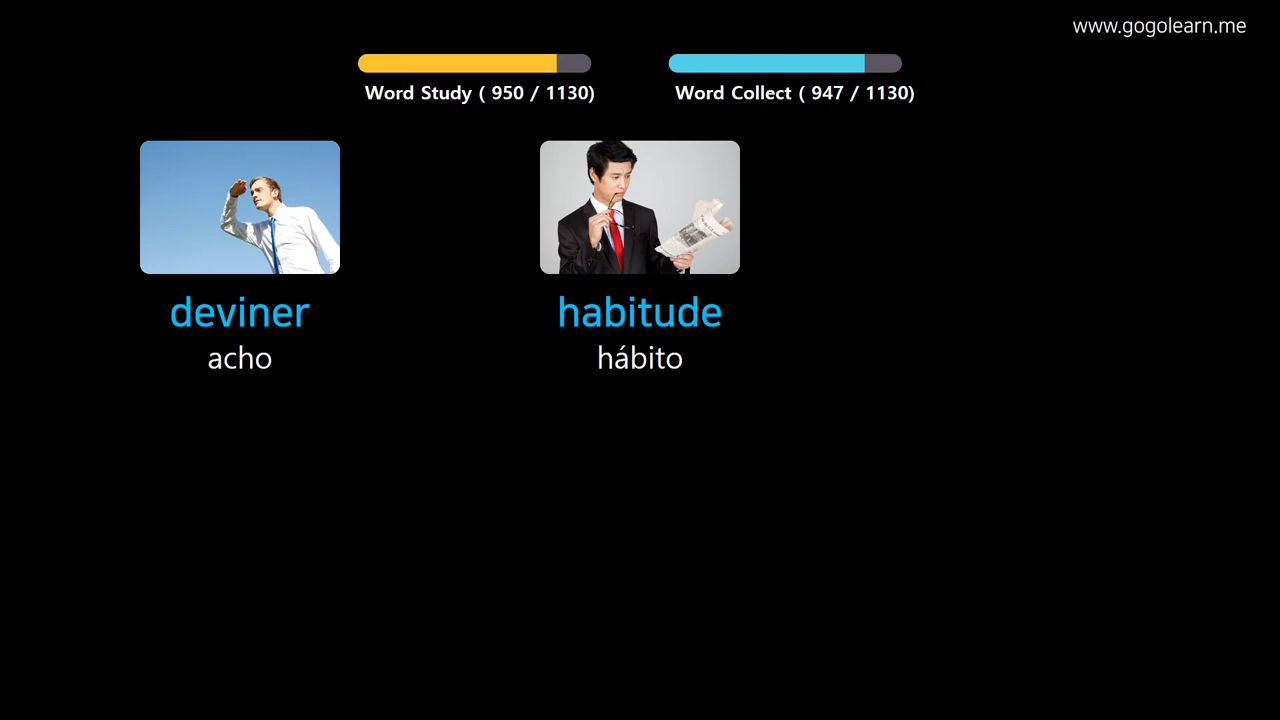 www.gogolearn.me
Word Study ( 950 / 1130)
Word Collect ( 947 / 1130)
deviner
acho
habitude
hábito